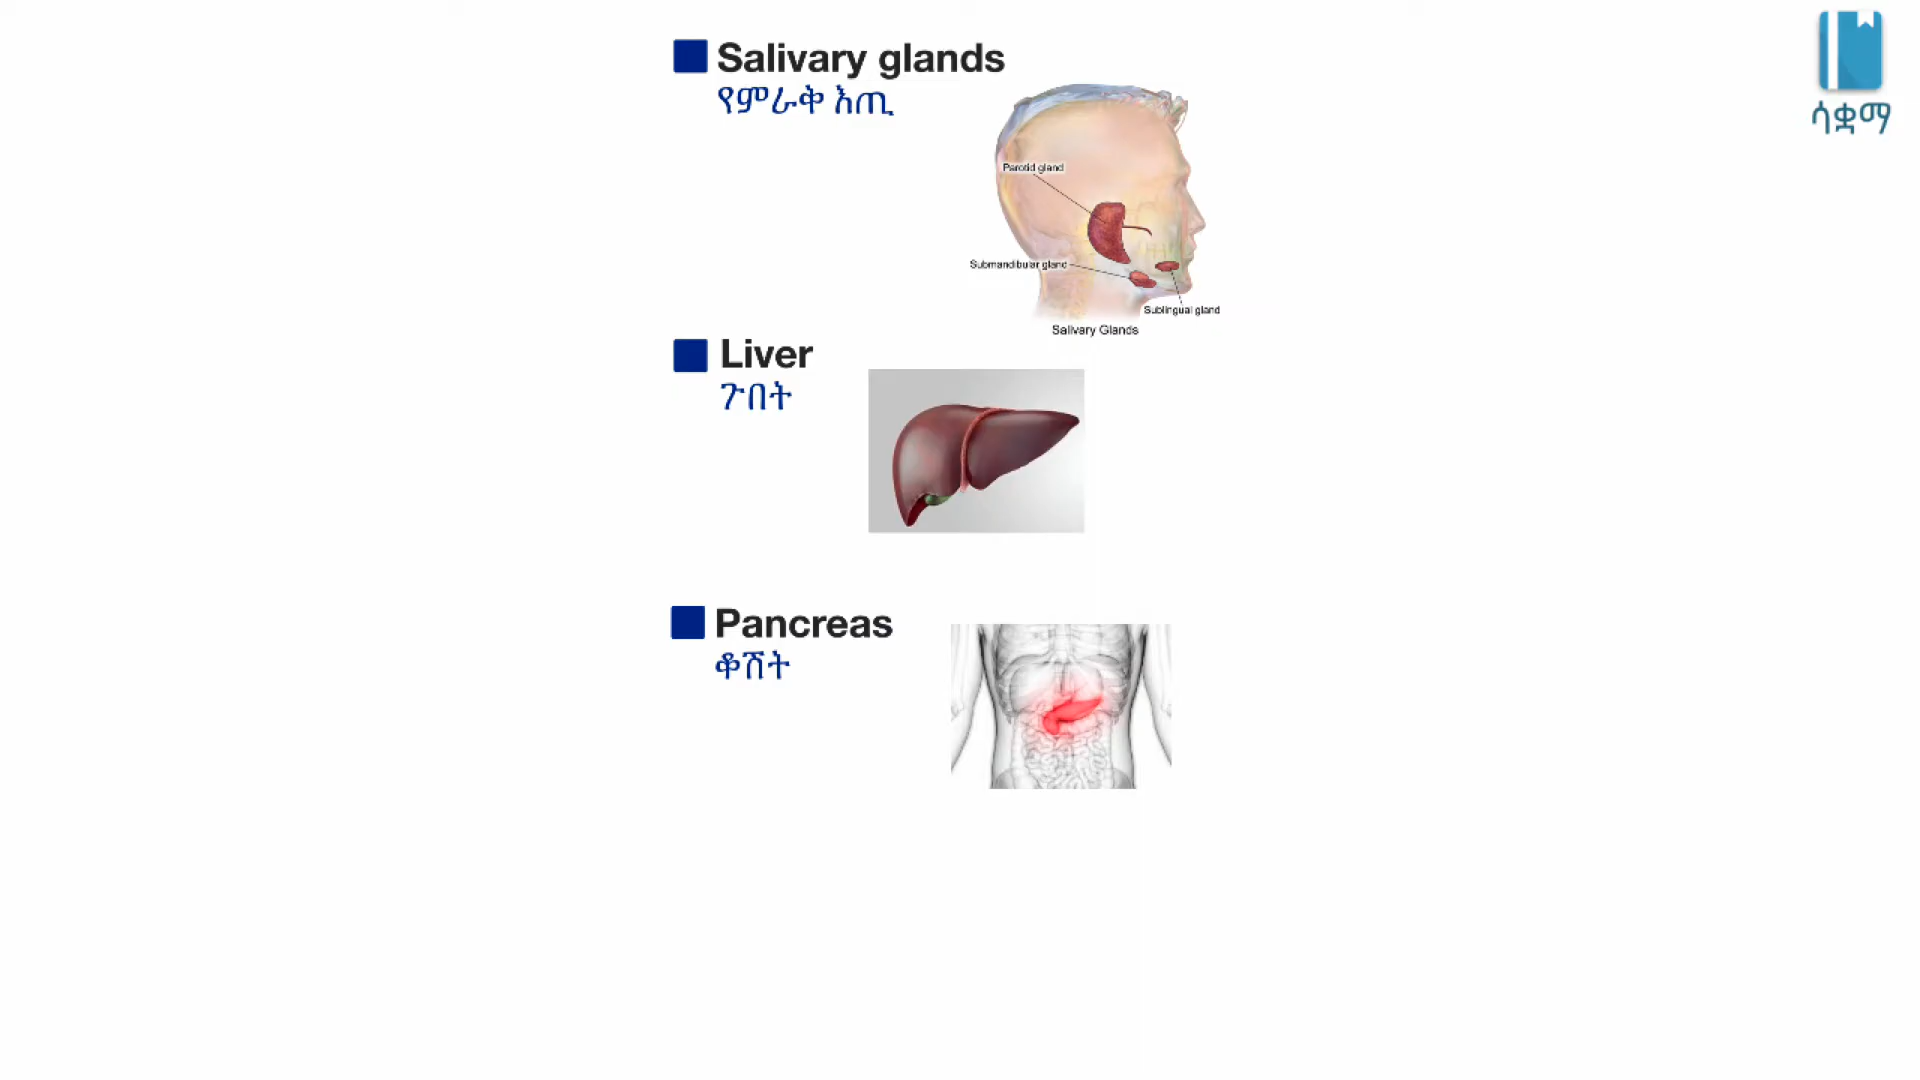 Salivary glands
የምራቅ እጢ
Parotid gland
Submandibular gland
Sublingual gland
Salivary Glands
Liver
ጉበት
Pancreas
ቆሽት
ሳቋማ